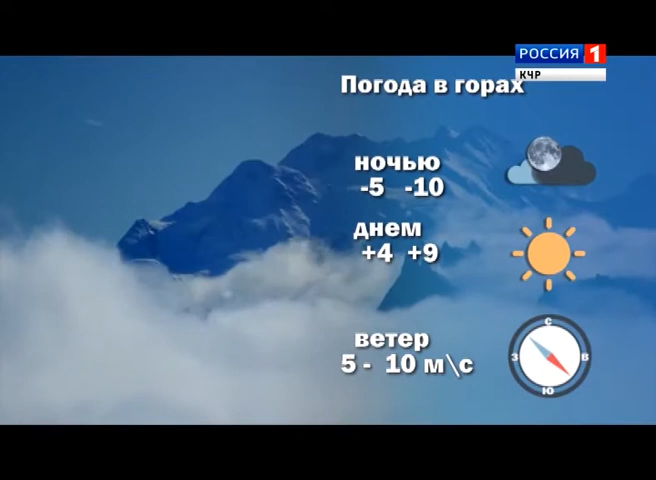 РОССИЯ 1
КЧР
Погода в горах
ночью
-5 -10
днем
+4 +9
ветер
5 - 10 м\с
С
З В
Ю